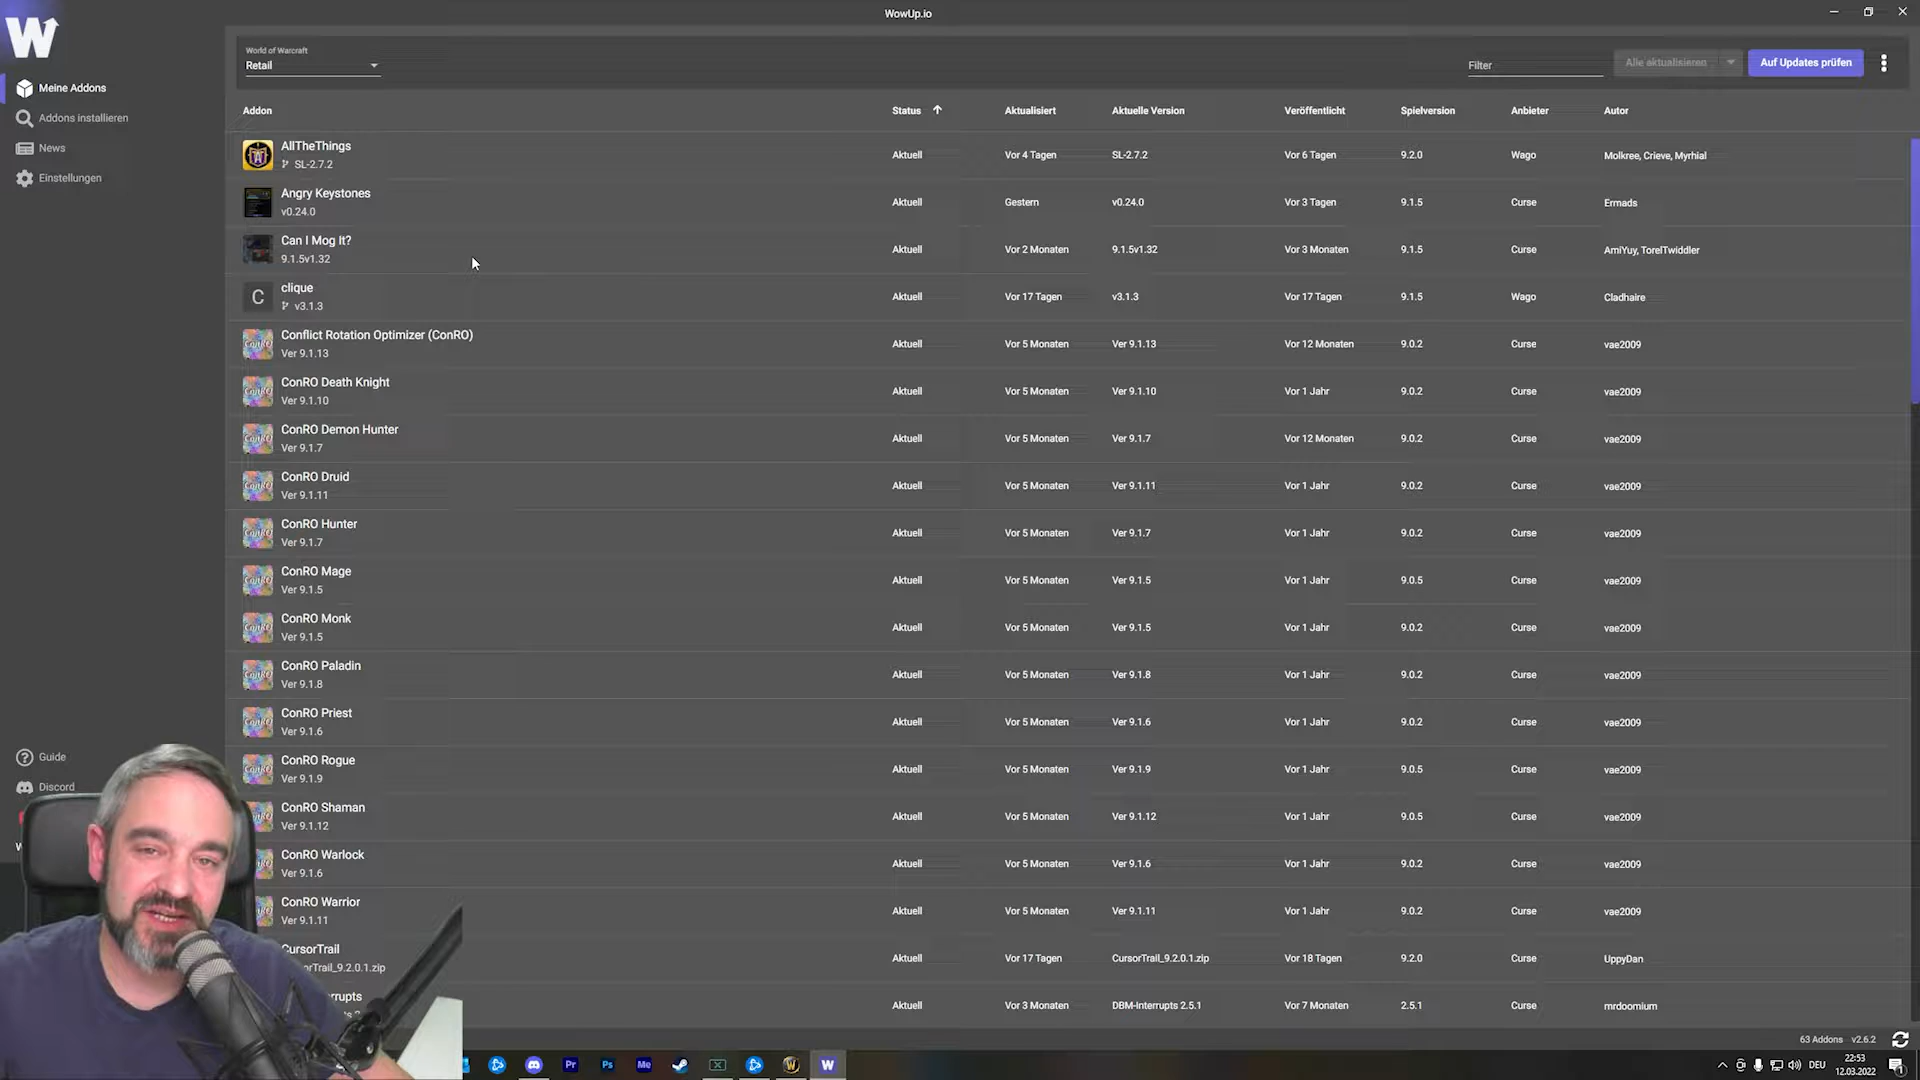 WowUp.io
World of Warcraft
Retail
Filter
Alle aktualisieren
Auf Updates prüfen
Meine Addons
Addons installieren
News
Einstellungen
Addon Status Aktualisiert Aktuelle Version Veröffentlicht Spielversion Anbieter Autor
AllTheThings
SL-2.7.2
Aktuell Vor 4 Tagen SL-2.7.2 Vor 6 Tagen 9.2.0 Wago Molkree, Crieve, Myrhial
Angry Keystones
v0.24.0
Aktuell Gestern v0.24.0 Vor 3 Tagen 9.1.5 Curse Ermads
Can I Mog It?
9.1.5v1.32
Aktuell Vor 2 Monaten 9.1.5v1.32 Vor 3 Monaten 9.1.5 Curse AmiYuy, TorelTwiddler
C
clique
v3.1.3
Aktuell Vor 17 Tagen v3.1.3 Vor 17 Tagen 9.1.5 Wago Cladhaire
Conflict Rotation Optimizer (ConRO)
Ver 9.1.13
Aktuell Vor 5 Monaten Ver 9.1.13 Vor 12 Monaten 9.0.2 Curse vae2009
ConRO Death Knight
Ver 9.1.10
Aktuell Vor 5 Monaten Ver 9.1.10 Vor 1 Jahr 9.0.2 Curse vae2009
ConRO Demon Hunter
Ver 9.1.7
Aktuell Vor 5 Monaten Ver 9.1.7 Vor 12 Monaten 9.0.2 Curse vae2009
ConRO Druid
Ver 9.1.11
Aktuell Vor 5 Monaten Ver 9.1.11 Vor 1 Jahr 9.0.2 Curse vae2009
ConRO Hunter
Ver 9.1.7
Aktuell Vor 5 Monaten Ver 9.1.7 Vor 1 Jahr 9.0.2 Curse vae2009
ConRO Mage
Ver 9.1.5
Aktuell Vor 5 Monaten Ver 9.1.5 Vor 1 Jahr 9.0.5 Curse vae2009
ConRO Monk
Ver 9.1.5
Aktuell Vor 5 Monaten Ver 9.1.5 Vor 1 Jahr 9.0.2 Curse vae2009
ConRO Paladin
Ver 9.1.8
Aktuell Vor 5 Monaten Ver 9.1.8 Vor 1 Jahr 9.0.2 Curse vae2009
ConRO Priest
Ver 9.1.6
Aktuell Vor 5 Monaten Ver 9.1.6 Vor 1 Jahr 9.0.2 Curse vae2009
ConRO Rogue
Ver 9.1.9
Aktuell Vor 5 Monaten Ver 9.1.9 Vor 1 Jahr 9.0.5 Curse vae2009
ConRO Shaman
Ver 9.1.12
Aktuell Vor 5 Monaten Ver 9.1.12 Vor 1 Jahr 9.0.5 Curse vae2009
ConRO Warlock
Ver 9.1.6
Aktuell Vor 5 Monaten Ver 9.1.6 Vor 1 Jahr 9.0.2 Curse vae2009
ConRO Warrior
Ver 9.1.11
Aktuell Vor 5 Monaten Ver 9.1.11 Vor 1 Jahr 9.0.2 Curse vae2009
CursorTrail
orTrail_9.2.0.1.zip
Aktuell Vor 17 Tagen CursorTrail_9.2.0.1.zip Vor 18 Tagen 9.2.0 Curse UppyDan
rrupts
Aktuell Vor 3 Monaten DBM-Interrupts 2.5.1 Vor 7 Monaten 2.5.1 Curse mrdoomium
Guide
Discord
63 Addons v2.6.2
Pr Ps Me W
DEU
22:53
12.03.2022